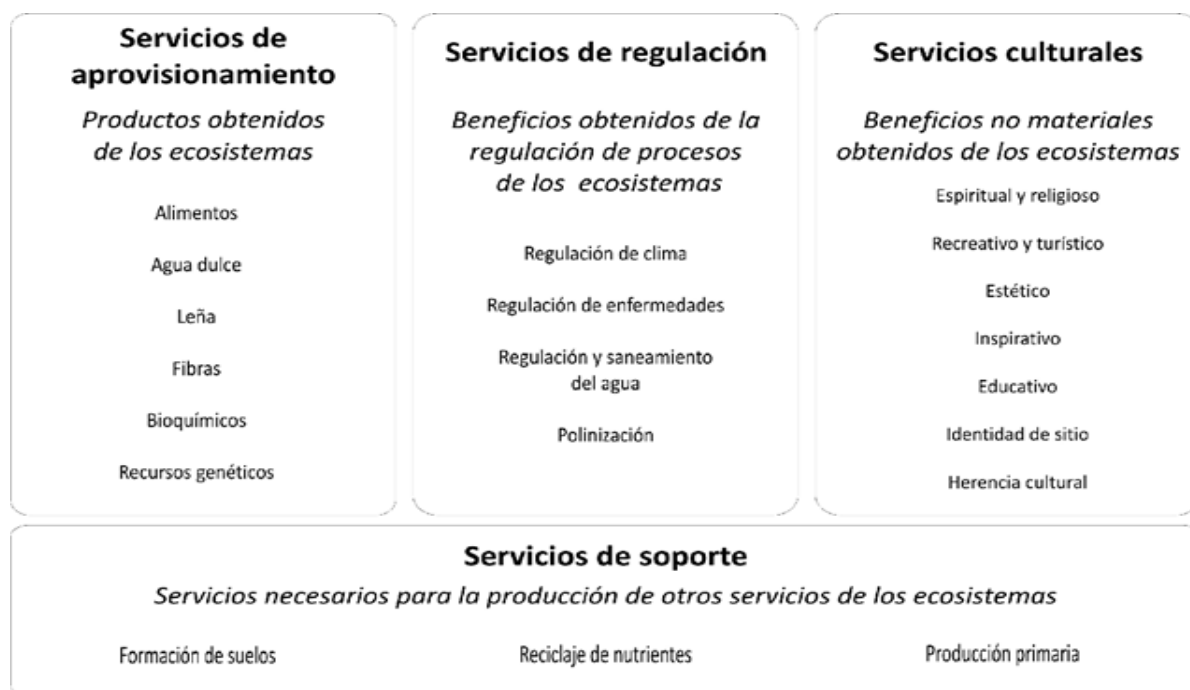 Servicios de
aprovisionamiento
Productos obtenidos
de los ecosistemas
Alimentos
Agua dulce
Leña
Fibras
Bioquímicos
Recursos genéticos
Servicios de regulación
Beneficios obtenidos de la
regulación de procesos
de los ecosistemas
Regulación de clima
Regulación de enfermedades
Regulación y saneamiento
del agua
Polinización
Servicios culturales
Beneficios no materiales
obtenidos de los ecosistemas
Espiritual y religioso
Recreativo y turístico
Estético
Inspirativo
Educativo
Identidad de sitio
Herencia cultural
Servicios de soporte
Servicios necesarios para la producción de otros servicios de los ecosistemas
Formación de suelos
Reciclaje de nutrientes
Producción primaria